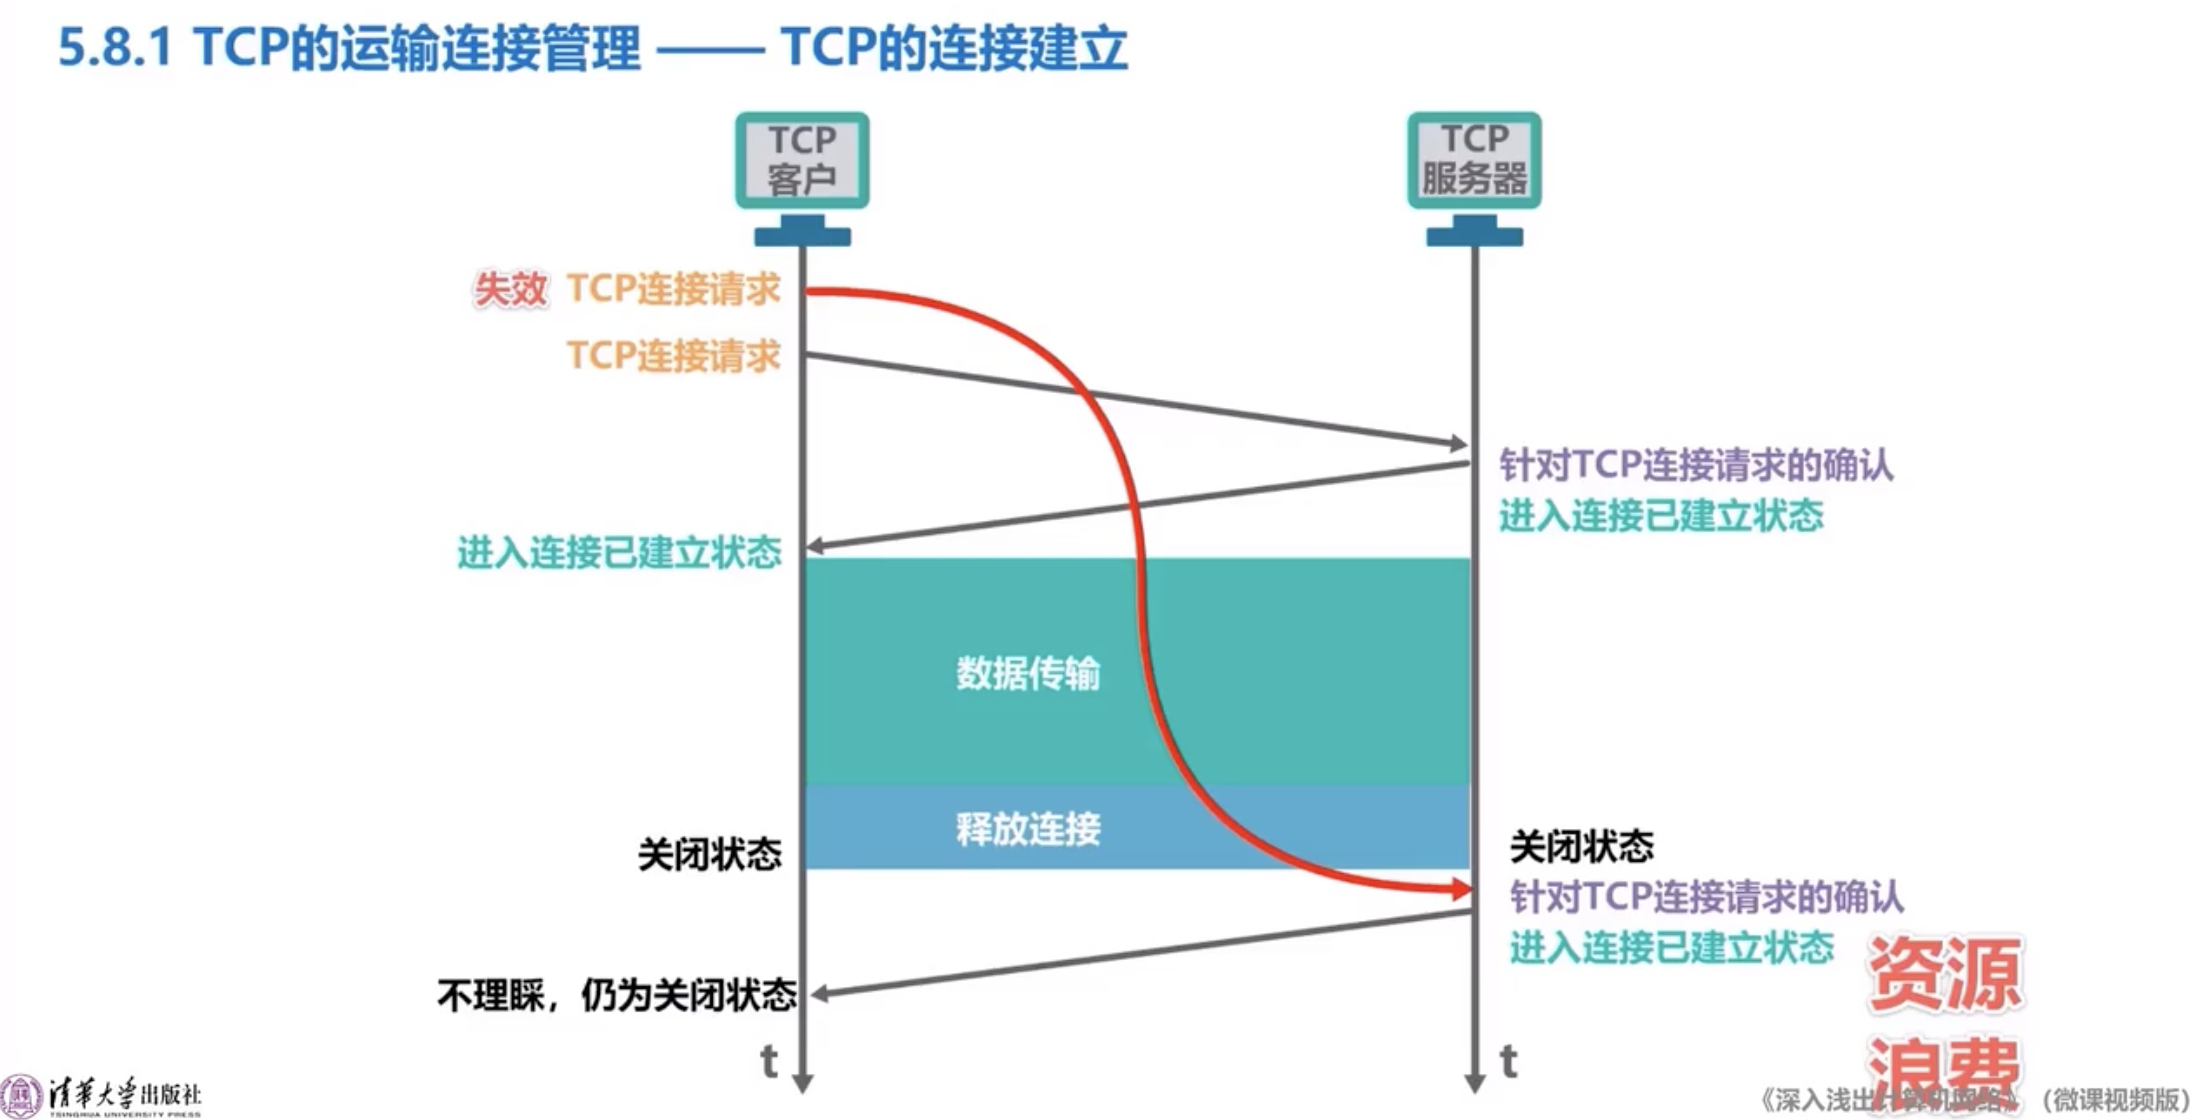 5.8.1 TCP的运输连接管理 —— TCP的连接建立
TCP
客户
TCP
服务器
失效 TCP连接请求
TCP连接请求
针对TCP连接请求的确认
进入连接已建立状态
进入连接已建立状态
数据传输
释放连接
关闭状态
关闭状态
针对TCP连接请求的确认
进入连接已建立状态
资源
浪费
不理睬，仍为关闭状态
t
t
清华大学出版社
TSINGHUA UNIVERSITY PRESS
《深入浅出计算机网络》（微课视频版）